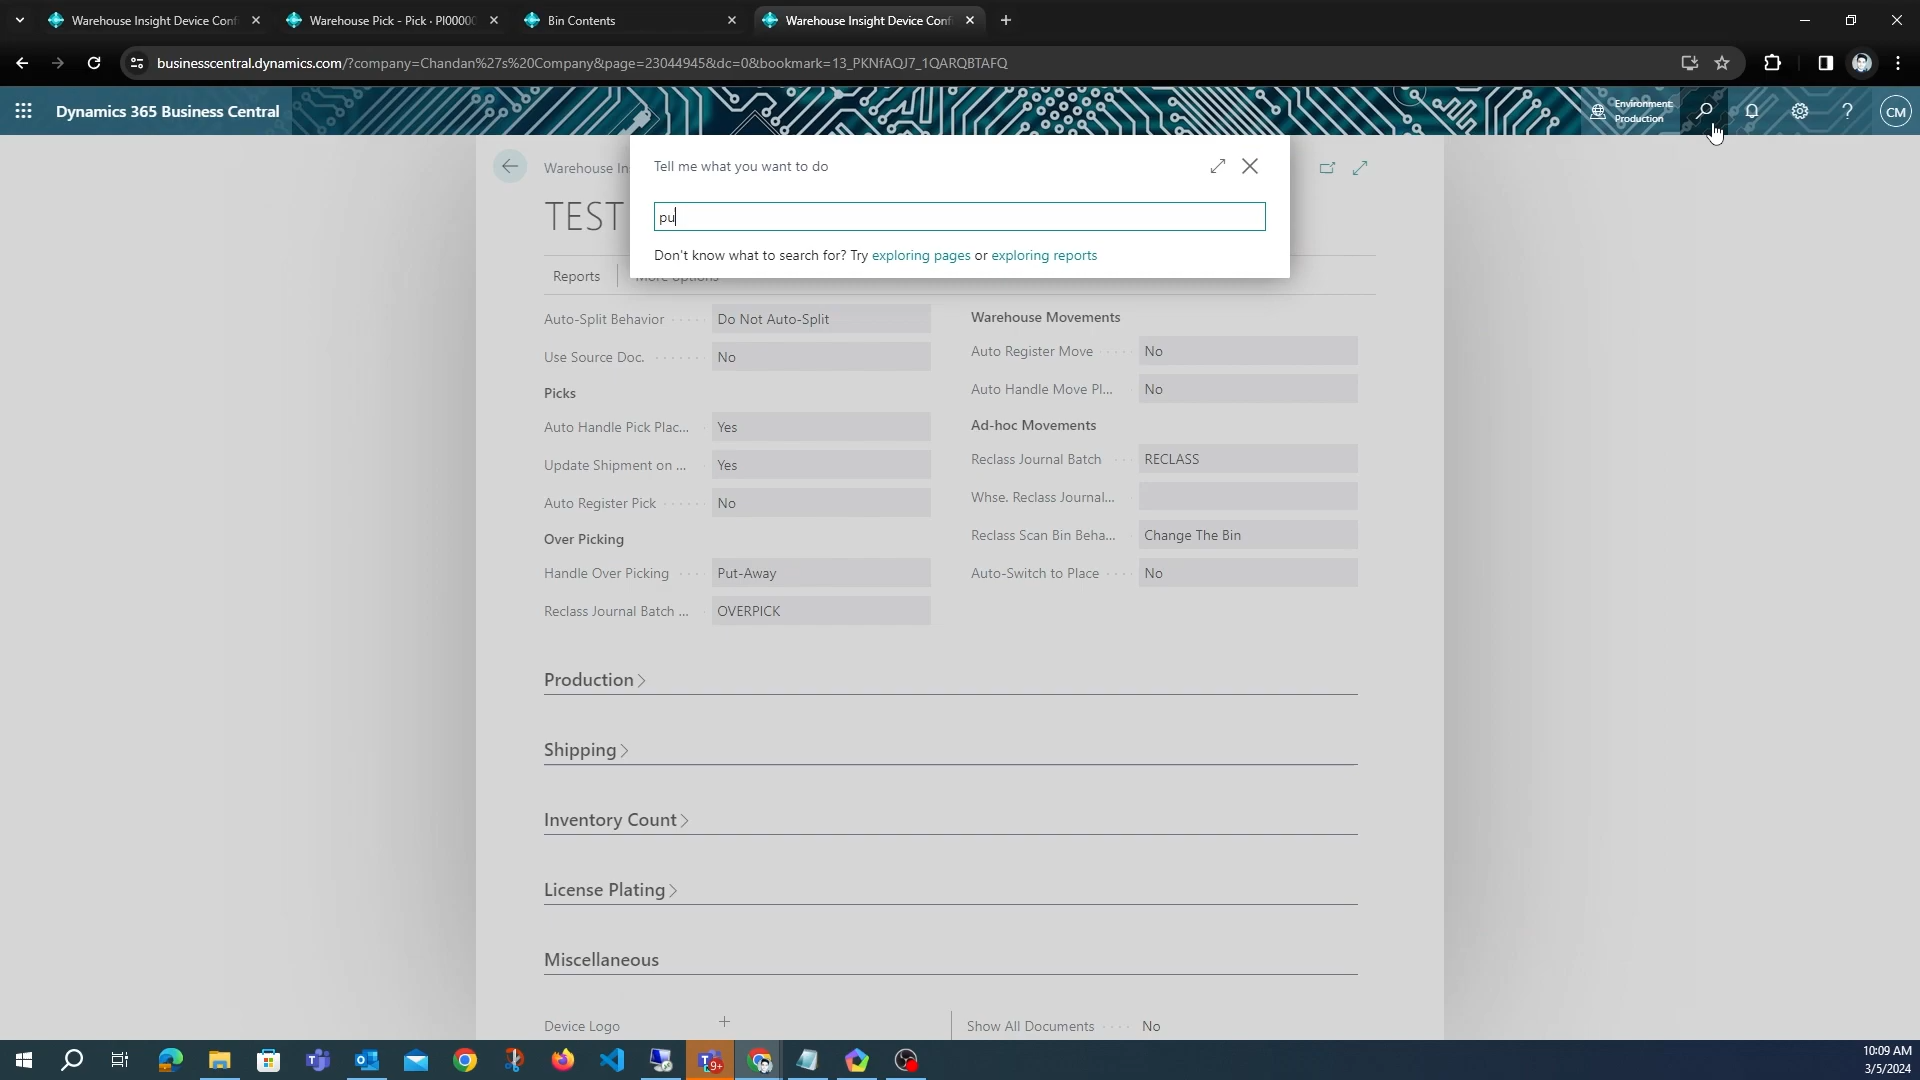 Warehouse Insight Device Conf
Warehouse Pick - Pick · PI0000
Bin Contents
Warehouse Insight Device Conf
businesscentral.dynamics.com/?company=Chandan%27s%20Company&page=23044945&dc=0&bookmark=13_PKNfAQJ7_1QARQBTAFQ
Dynamics 365 Business Central
Environment:
Production
CM
Warehouse In
Tell me what you want to do
TEST
pu
Don't know what to search for? Try exploring pages or exploring reports
Reports
More options
Auto-Split Behavior Do Not Auto-Split
Use Source Doc. No
Picks
Auto Handle Pick Plac... Yes
Update Shipment on ... Yes
Auto Register Pick No
Over Picking
Handle Over Picking Put-Away
Reclass Journal Batch ... OVERPICK
Warehouse Movements
Auto Register Move No
Auto Handle Move Pl... No
Ad-hoc Movements
Reclass Journal Batch RECLASS
Whse. Reclass Journal...
Reclass Scan Bin Beha... Change The Bin
Auto-Switch to Place No
Production
Shipping
Inventory Count
License Plating
Miscellaneous
Device Logo
Show All Documents No
9+
10:09 AM
3/5/2024